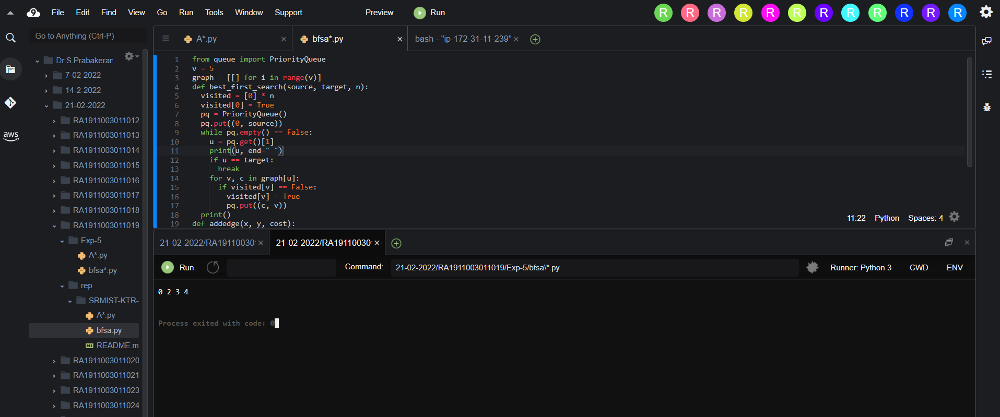 File Edit Find View Go Run Tools Window Support Preview Run R R R R R R R R R R R R
Go to Anything (Ctrl-P)
Dr.S.Prabakeran
7-02-2022
14-2-2022
21-02-2022
RA1911003011012
RA1911003011013
RA1911003011014
RA1911003011015
RA1911003011016
RA1911003011017
RA1911003011018
RA1911003011019
Exp-5
A*.py
bfsa*.py
rep
SRMIST-KTR-
A*.py
bfsa.py
README.m
RA1911003011020
RA1911003011021
RA1911003011023
RA1911003011024
aws
A*.py bfsa*.py bash - "ip-172-31-11-239"
1 from queue import PriorityQueue
2 v = 5
3 graph = [[] for i in range(v)]
4 def best_first_search(source, target, n):
5 visited = [0] * n
6 visited[0] = True
7 pq = PriorityQueue()
8 pq.put((0, source))
9 while pq.empty() == False:
10 u = pq.get()[1]
11 print(u, end=" ")
12 if u == target:
13 break
14 for v, c in graph[u]:
15 if visited[v] == False:
16 visited[v] = True
17 pq.put((c, v))
18 print()
19 def addedge(x, y, cost):
11:22 Python Spaces: 4
21-02-2022/RA19110030 21-02-2022/RA19110030
Run Command: 21-02-2022/RA1911003011019/Exp-5/bfsa\*.py Runner: Python 3 CWD ENV
0 2 3 4
Process exited with code: 0